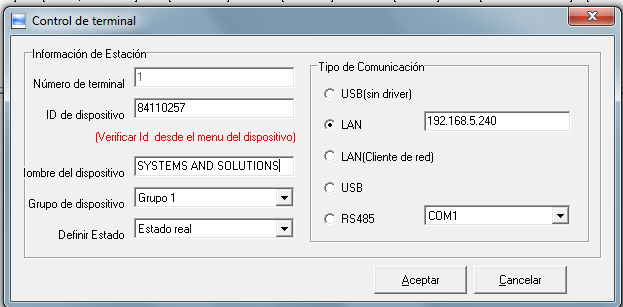 Control de terminal
Información de Estación
Número de terminal 1
ID de dispositivo 84110257
(Verificar Id desde el menu del dispositivo)
ombre del dispositivo SYSTEMS AND SOLUTIONS
Grupo de dispositivo Grupo 1
Definir Estado Estado real
Tipo de Comunicación
USB(sin driver)
LAN 192.168.5.240
LAN(Cliente de red)
USB
RS485 COM1
Aceptar Cancelar